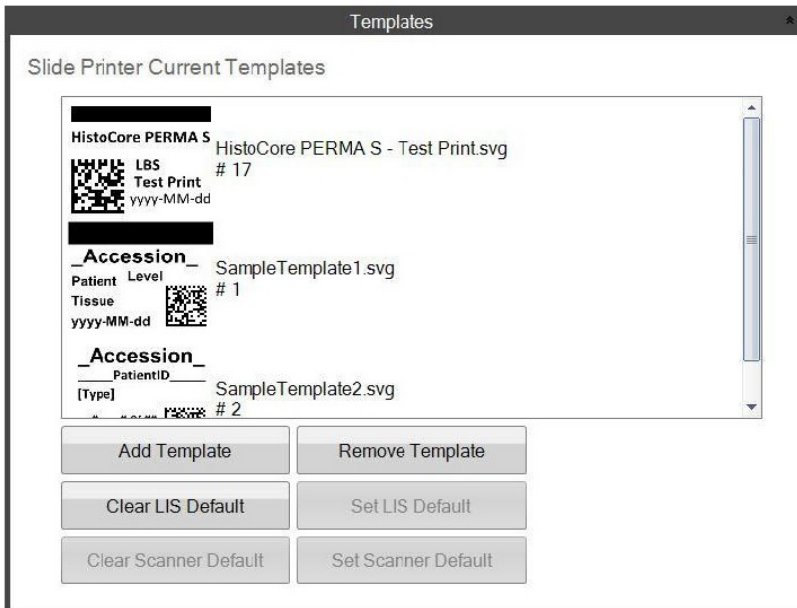 Templates
Slide Printer Current Templates
HistoCore PERMA S
LBS
Test Print
yyyy-MM-dd
HistoCore PERMA S - Test Print.svg
# 17
_Accession_
Patient Level
Tissue
yyyy-MM-dd
SampleTemplate1.svg
# 1
_Accession_
_____PatientID_____
[Type]
SampleTemplate2.svg
# 2
Add Template
Remove Template
Clear LIS Default
Set LIS Default
Clear Scanner Default
Set Scanner Default